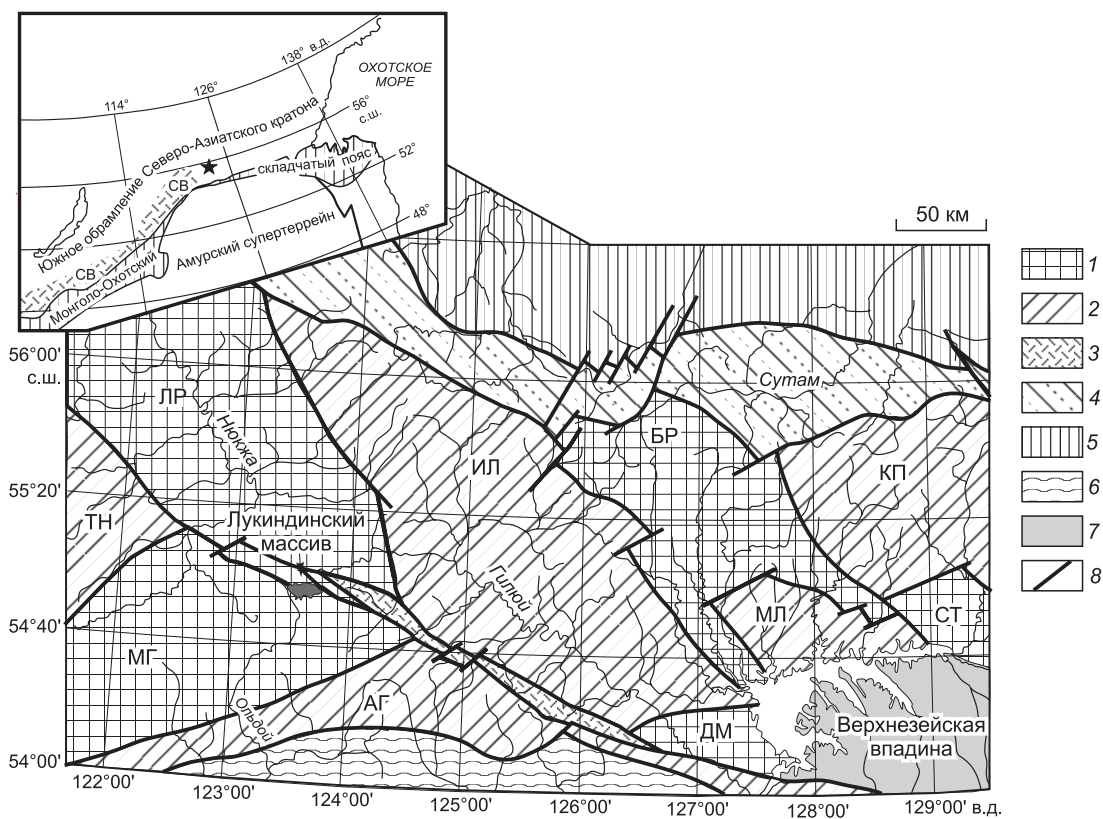 138° в.д.
ОХОТСКОЕ
МОРЕ
126°
114°
56°
с.ш.
52°
48°
Южное обрамление Северо-Азиатского кратона
складчатый пояс
СВ
СВ
Монголо-Охотский
Амурский супертеррейн
50 км
1
2
3
4
5
6
7
8
56°00'
с.ш.
55°20'
54°40'
54°00'
ЛР
Нюкжа
Сутам
БР
ИЛ
КП
ТН
Лукиндинский
массив
Гилюй
МЛ
СТ
МГ
Ольдой
АГ
ДМ
Верхнезейская
впадина
122°00'
123°00'
124°00'
125°00'
126°00'
127°00'
128°00'
129°00' в.д.